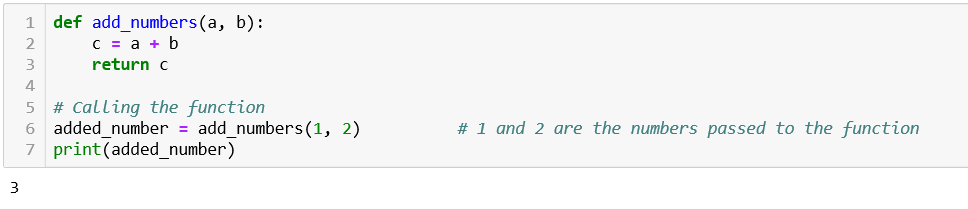 1 def add_numbers(a, b):
2     c = a + b
3     return c
4
5 # Calling the function
6 added_number = add_numbers(1, 2)          # 1 and 2 are the numbers passed to the function
7 print(added_number)
3